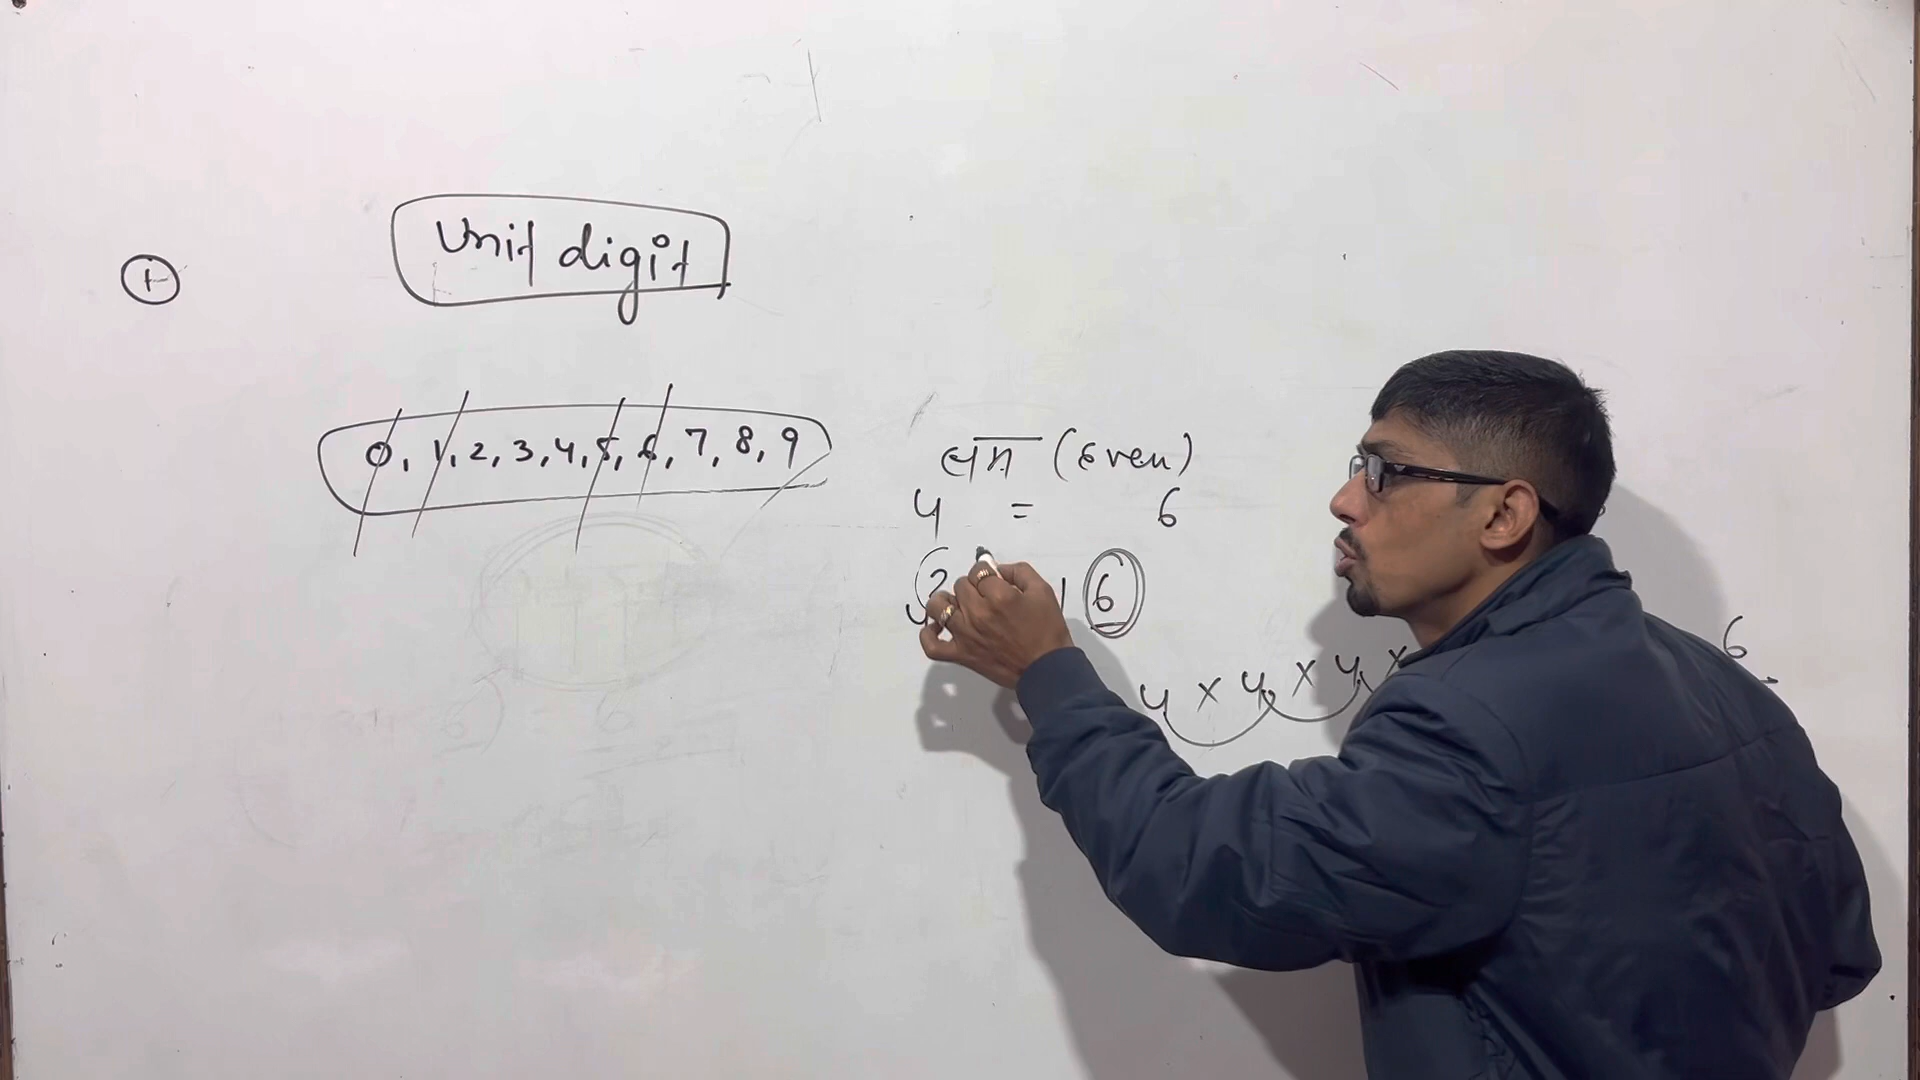 Unit digit
1
0, 1, 2, 3, 4, 5, 6, 7, 8, 9
सम (Even)
4 = 6
6
4 × 4 × 4 × 6